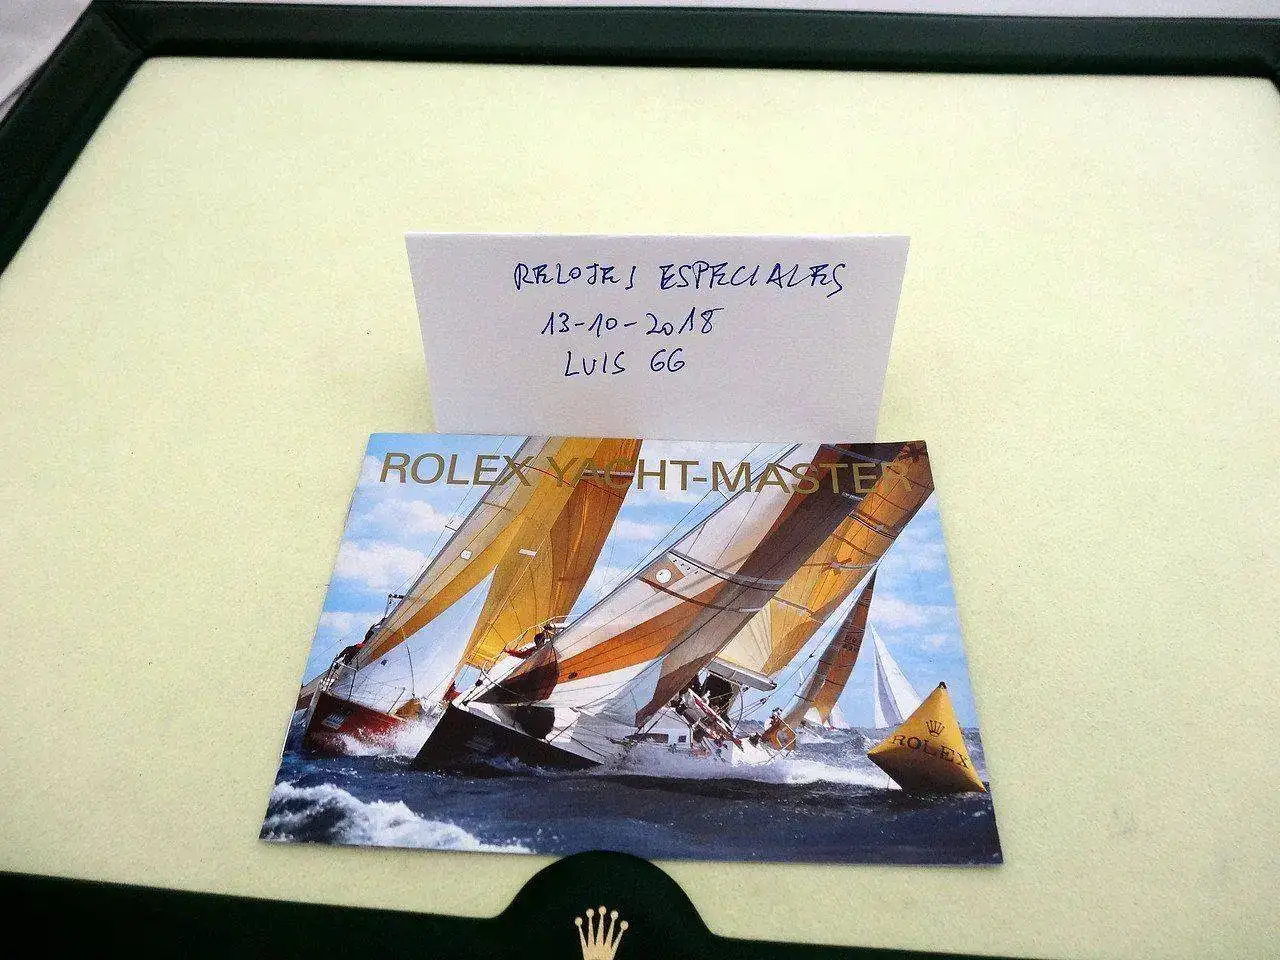 RELOJES ESPECIALES
13-10-2018
LUIS GG
ROLEX YACHT-MASTER
ROLEX